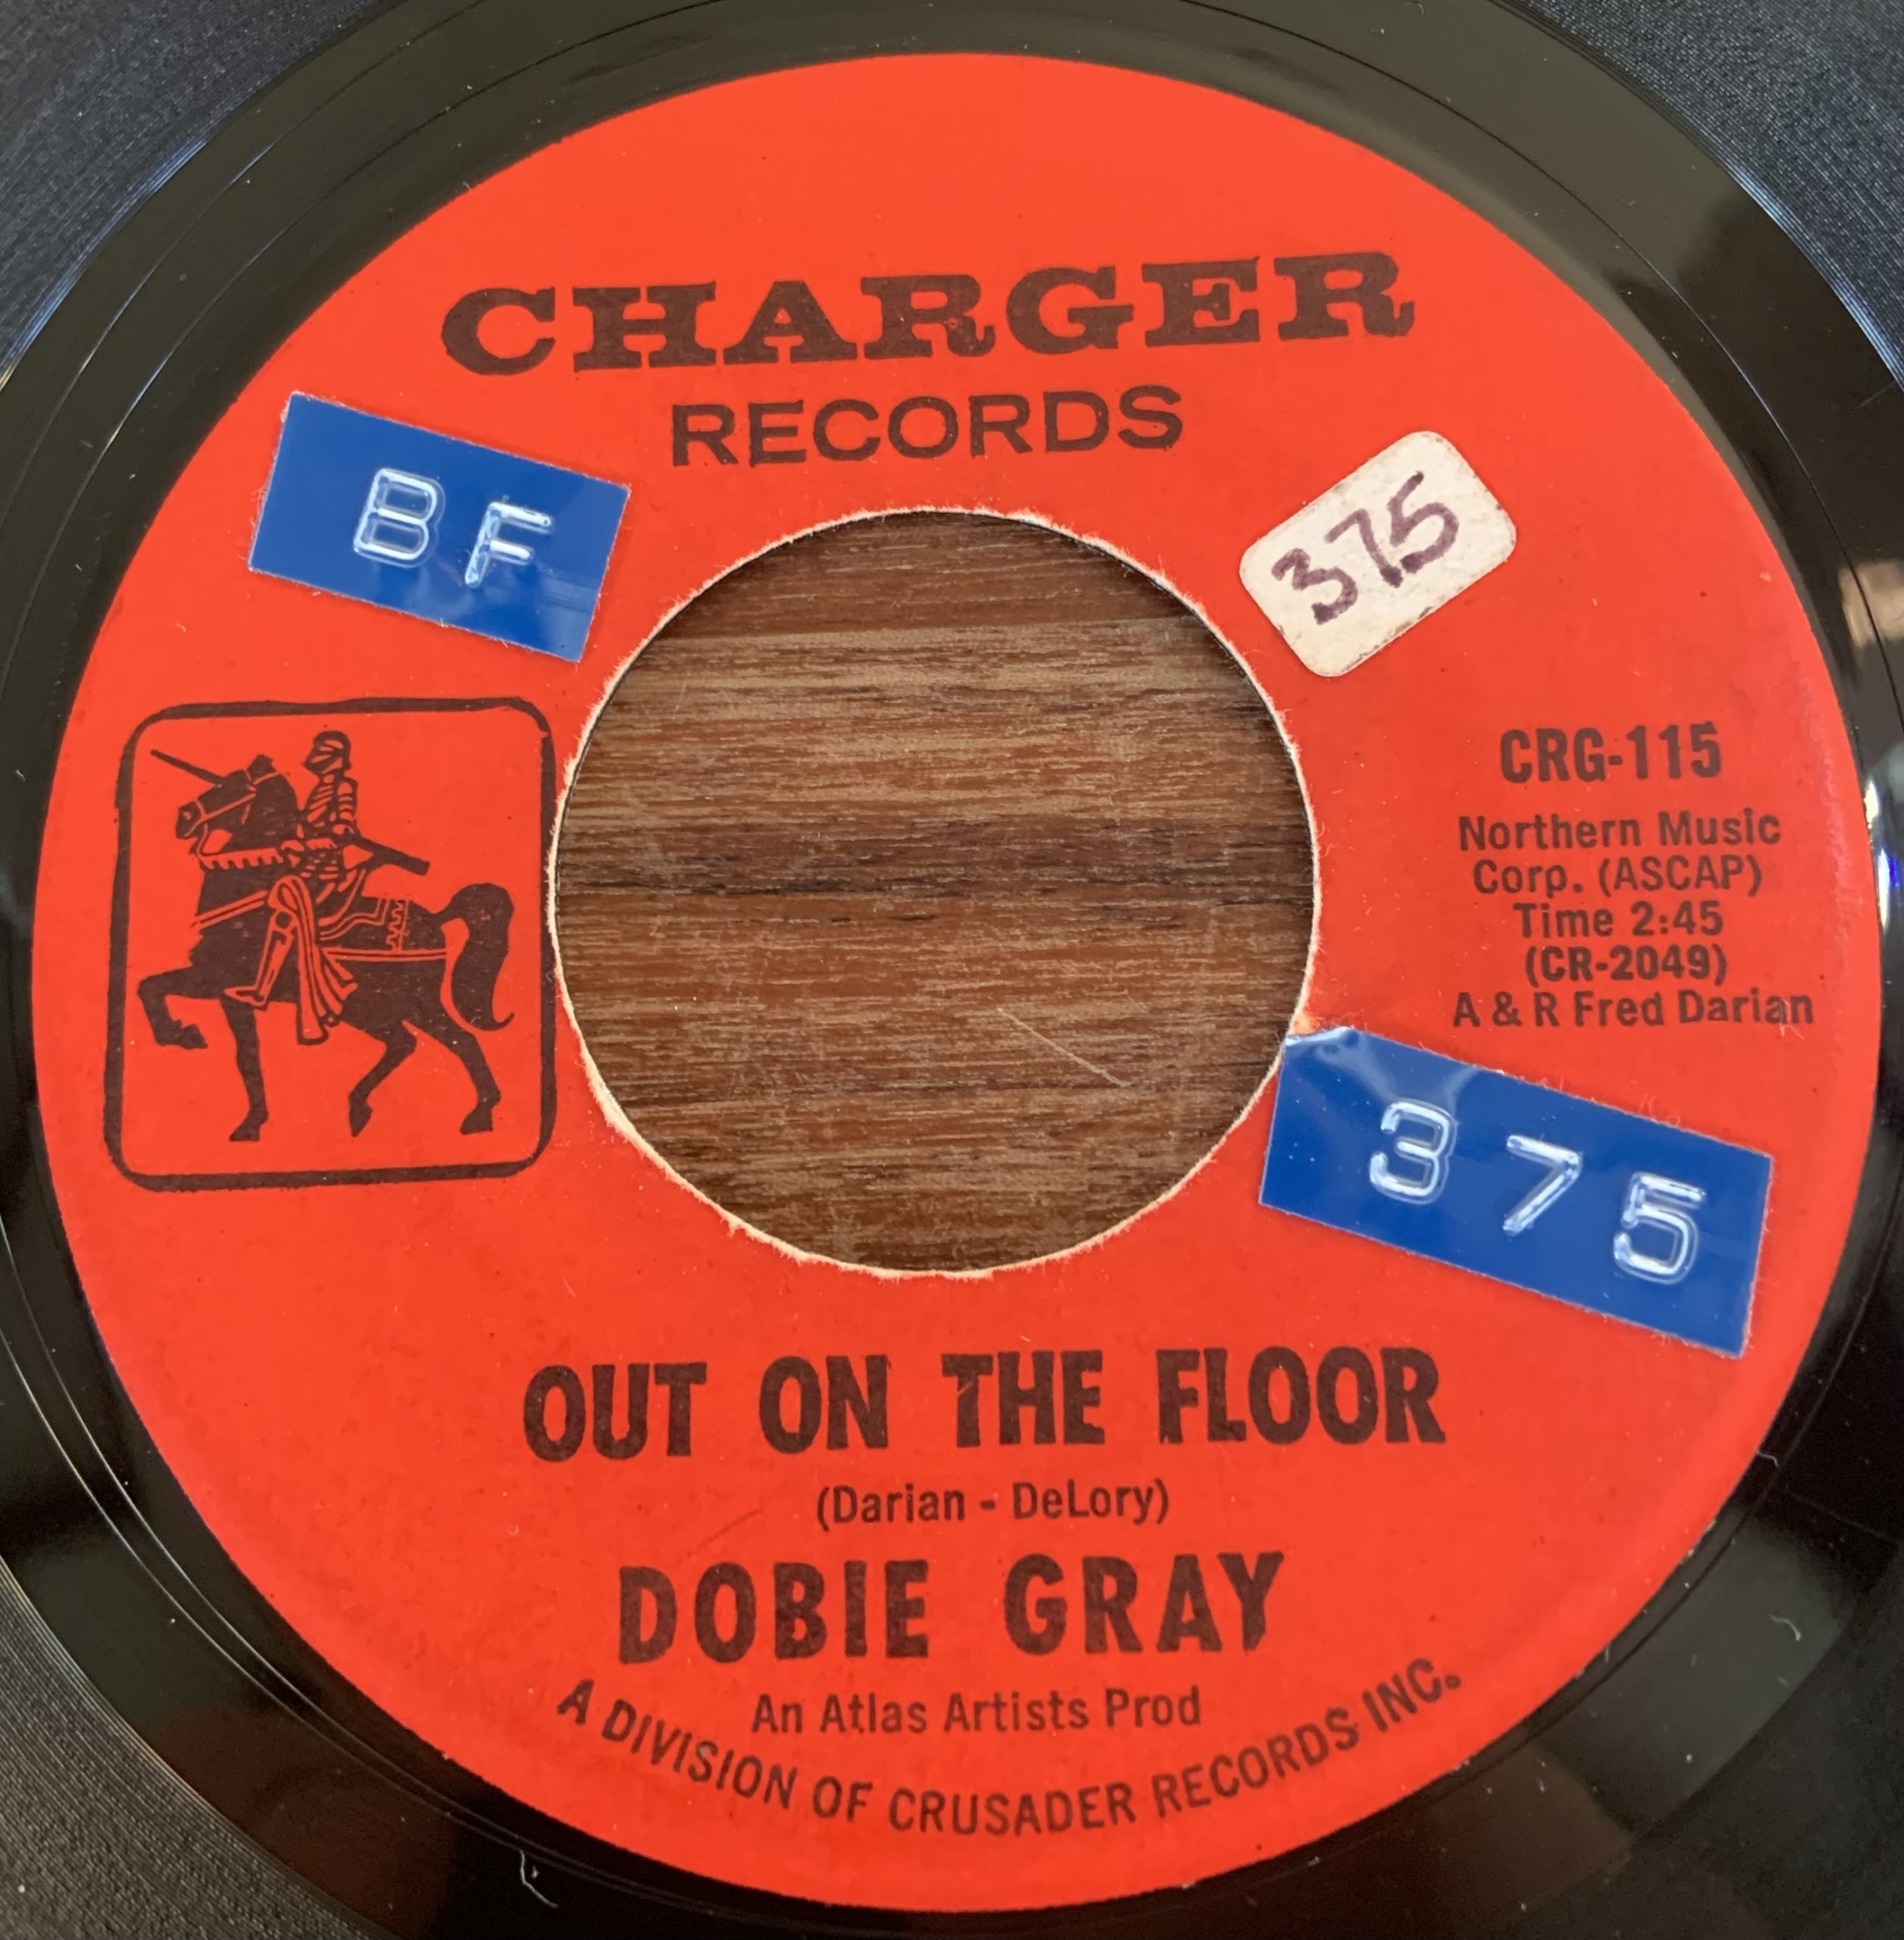 CHARGER
RECORDS
BF
375
CRG-115
Northern Music
Corp. (ASCAP)
Time 2:45
(CR-2049)
A & R Fred Darian
375
OUT ON THE FLOOR
(Darian - DeLory)
DOBIE GRAY
An Atlas Artists Prod
A DIVISION OF CRUSADER RECORDS INC.